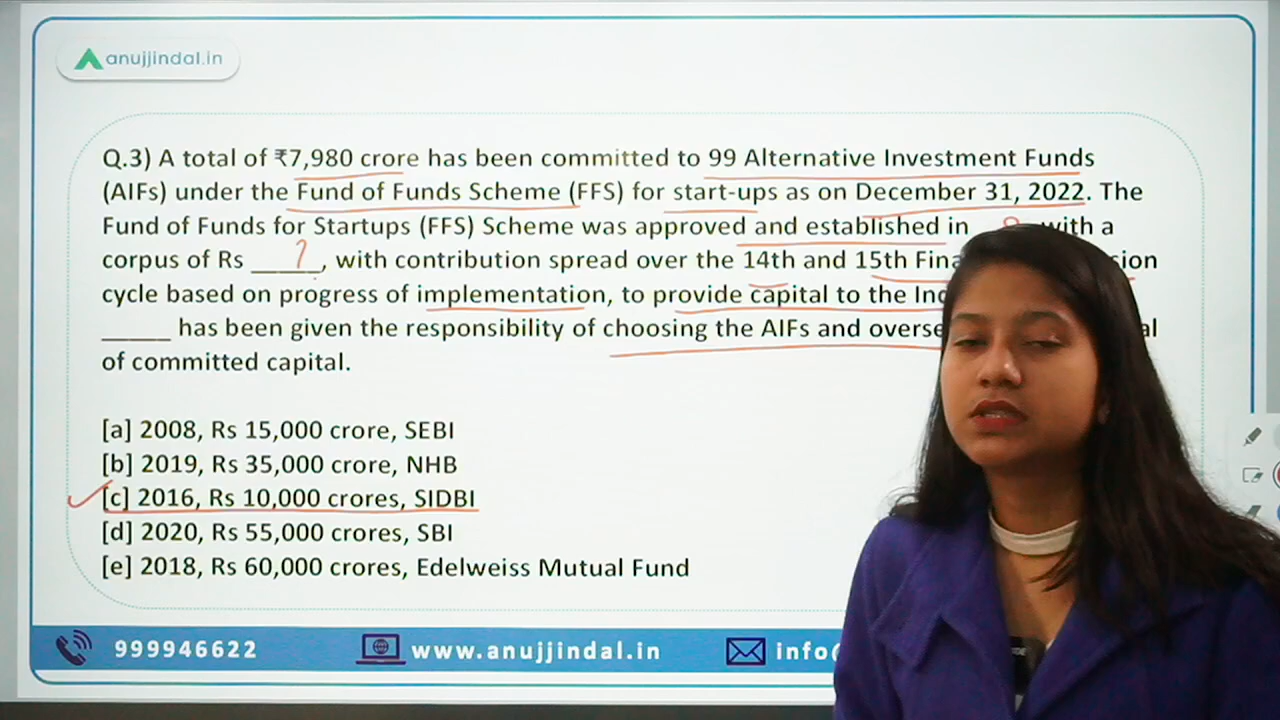 anujjindal.in
Q.3) A total of ₹7,980 crore has been committed to 99 Alternative Investment Funds
(AIFs) under the Fund of Funds Scheme (FFS) for start-ups as on December 31, 2022. The
Fund of Funds for Startups (FFS) Scheme was approved and established in with a
corpus of Rs _____?, with contribution spread over the 14th and 15th
cycle based on progress of implementation, to provide capital to the
_____ has been given the responsibility of choosing the AIFs and
of committed capital.
[a] 2008, Rs 15,000 crore, SEBI
[b] 2019, Rs 35,000 crore, NHB
[c] 2016, Rs 10,000 crores, SIDBI
[d] 2020, Rs 55,000 crores, SBI
[e] 2018, Rs 60,000 crores, Edelweiss Mutual Fund
999946622 www.anujjindal.in